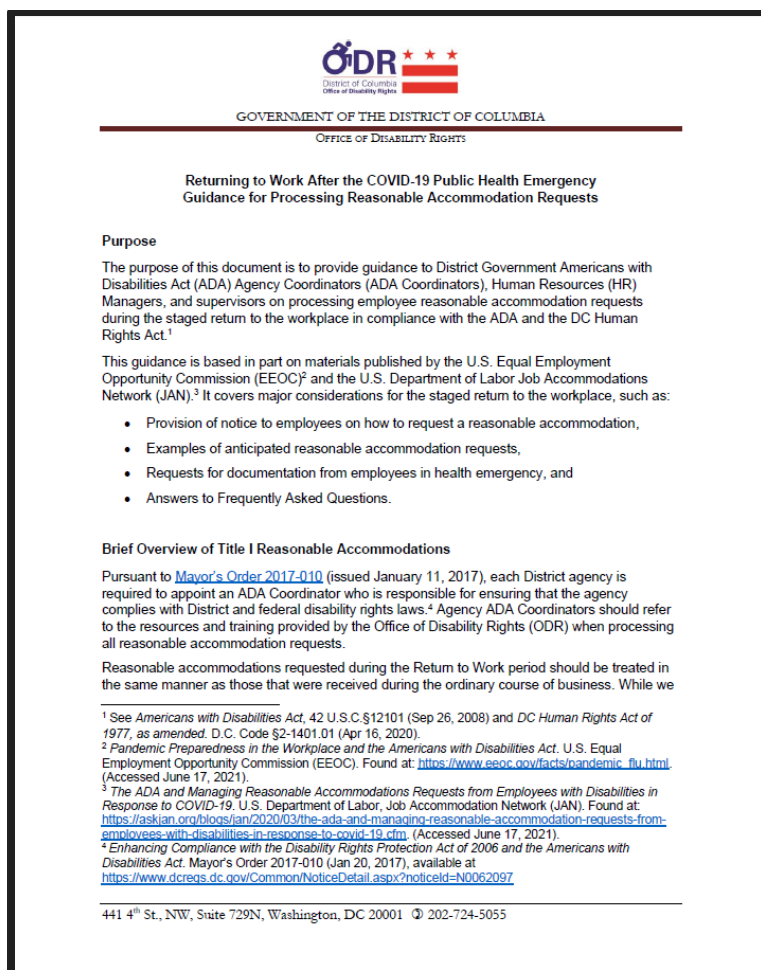 ODR
District of Columbia
Office of Disability Rights
GOVERNMENT OF THE DISTRICT OF COLUMBIA
OFFICE OF DISABILITY RIGHTS
Returning to Work After the COVID-19 Public Health Emergency
Guidance for Processing Reasonable Accommodation Requests
Purpose
The purpose of this document is to provide guidance to District Government Americans with
Disabilities Act (ADA) Agency Coordinators (ADA Coordinators), Human Resources (HR)
Managers, and supervisors on processing employee reasonable accommodation requests
during the staged return to the workplace in compliance with the ADA and the DC Human
Rights Act.¹
This guidance is based in part on materials published by the U.S. Equal Employment
Opportunity Commission (EEOC)² and the U.S. Department of Labor Job Accommodations
Network (JAN).³ It covers major considerations for the staged return to the workplace, such as:
• Provision of notice to employees on how to request a reasonable accommodation,
• Examples of anticipated reasonable accommodation requests,
• Requests for documentation from employees in health emergency, and
• Answers to Frequently Asked Questions.
Brief Overview of Title I Reasonable Accommodations
Pursuant to Mayor's Order 2017-010 (issued January 11, 2017), each District agency is
required to appoint an ADA Coordinator who is responsible for ensuring that the agency
complies with District and federal disability rights laws.⁴ Agency ADA Coordinators should refer
to the resources and training provided by the Office of Disability Rights (ODR) when processing
all reasonable accommodation requests.
Reasonable accommodations requested during the Return to Work period should be treated in
the same manner as those that were received during the ordinary course of business. While we
¹ See Americans with Disabilities Act, 42 U.S.C.§12101 (Sep 26, 2008) and DC Human Rights Act of
1977, as amended. D.C. Code §2-1401.01 (Apr 16, 2020).
² Pandemic Preparedness in the Workplace and the Americans with Disabilities Act. U.S. Equal
Employment Opportunity Commission (EEOC). Found at: https://www.eeoc.gov/facts/pandemic_flu.html.
(Accessed June 17, 2021).
³ The ADA and Managing Reasonable Accommodations Requests from Employees with Disabilities in
Response to COVID-19. U.S. Department of Labor, Job Accommodation Network (JAN). Found at:
https://askjan.org/blogs/jan/2020/03/the-ada-and-managing-reasonable-accommodation-requests-from-
employees-with-disabilities-in-response-to-covid-19.cfm. (Accessed June 17, 2021).
⁴ Enhancing Compliance with the Disability Rights Protection Act of 2006 and the Americans with
Disabilities Act. Mayor's Order 2017-010 (Jan 20, 2017), available at
https://www.dcregs.dc.gov/Common/NoticeDetail.aspx?noticeId=N0062097
441 4th St., NW, Suite 729N, Washington, DC 20001 ✆ 202-724-5055